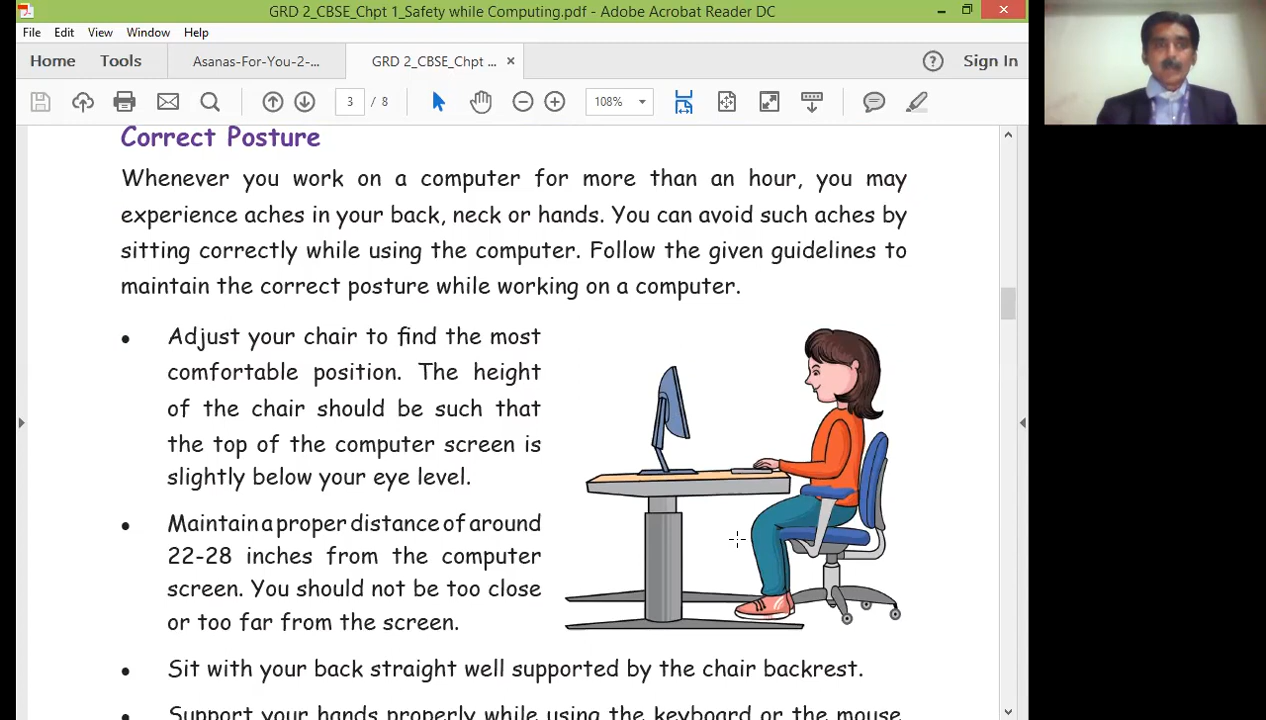 GRD 2_CBSE_Chpt 1_Safety while Computing.pdf - Adobe Acrobat Reader DC
File Edit View Window Help
Home Tools Asanas-For-You-2-... GRD 2_CBSE_Chpt ... × ? Sign In
3 / 8 108%
Correct Posture
Whenever you work on a computer for more than an hour, you may
experience aches in your back, neck or hands. You can avoid such aches by
sitting correctly while using the computer. Follow the given guidelines to
maintain the correct posture while working on a computer.
• Adjust your chair to find the most
comfortable position. The height
of the chair should be such that
the top of the computer screen is
slightly below your eye level.
• Maintain a proper distance of around
22-28 inches from the computer
screen. You should not be too close
or too far from the screen.
• Sit with your back straight well supported by the chair backrest.
• Support your hands properly while using the keyboard or the mouse.